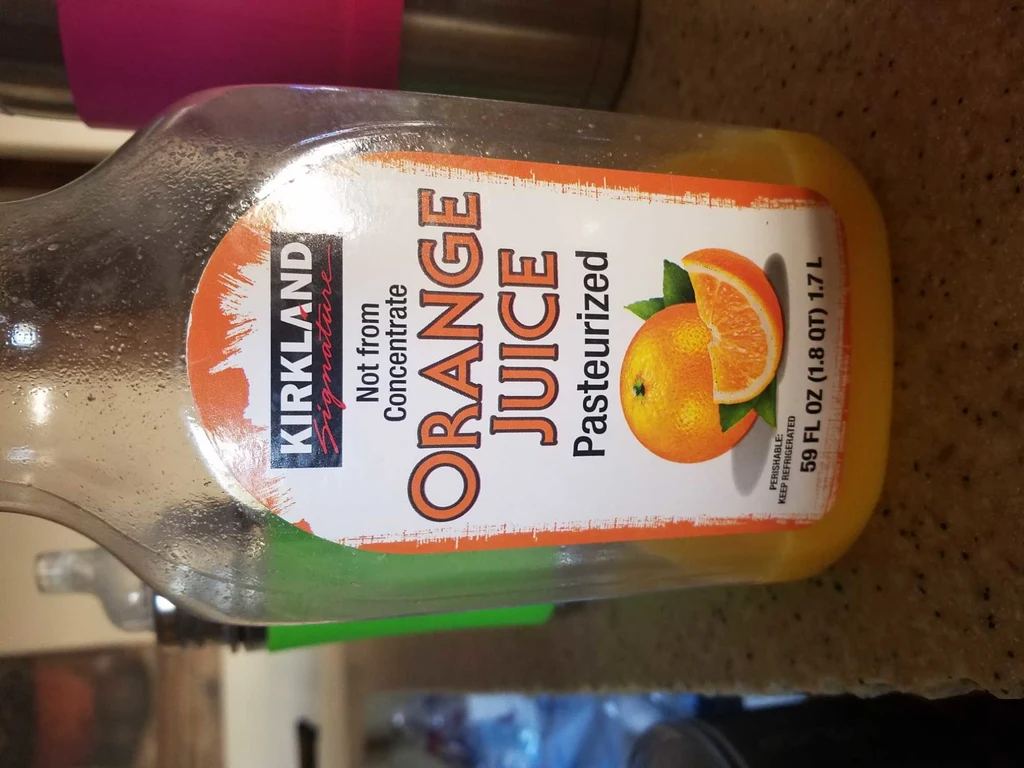 KIRKLAND
Signature
Not from
Concentrate
ORANGE
JUICE
Pasteurized
PERISHABLE:
KEEP REFRIGERATED
59 FL OZ (1.8 QT) 1.7 L